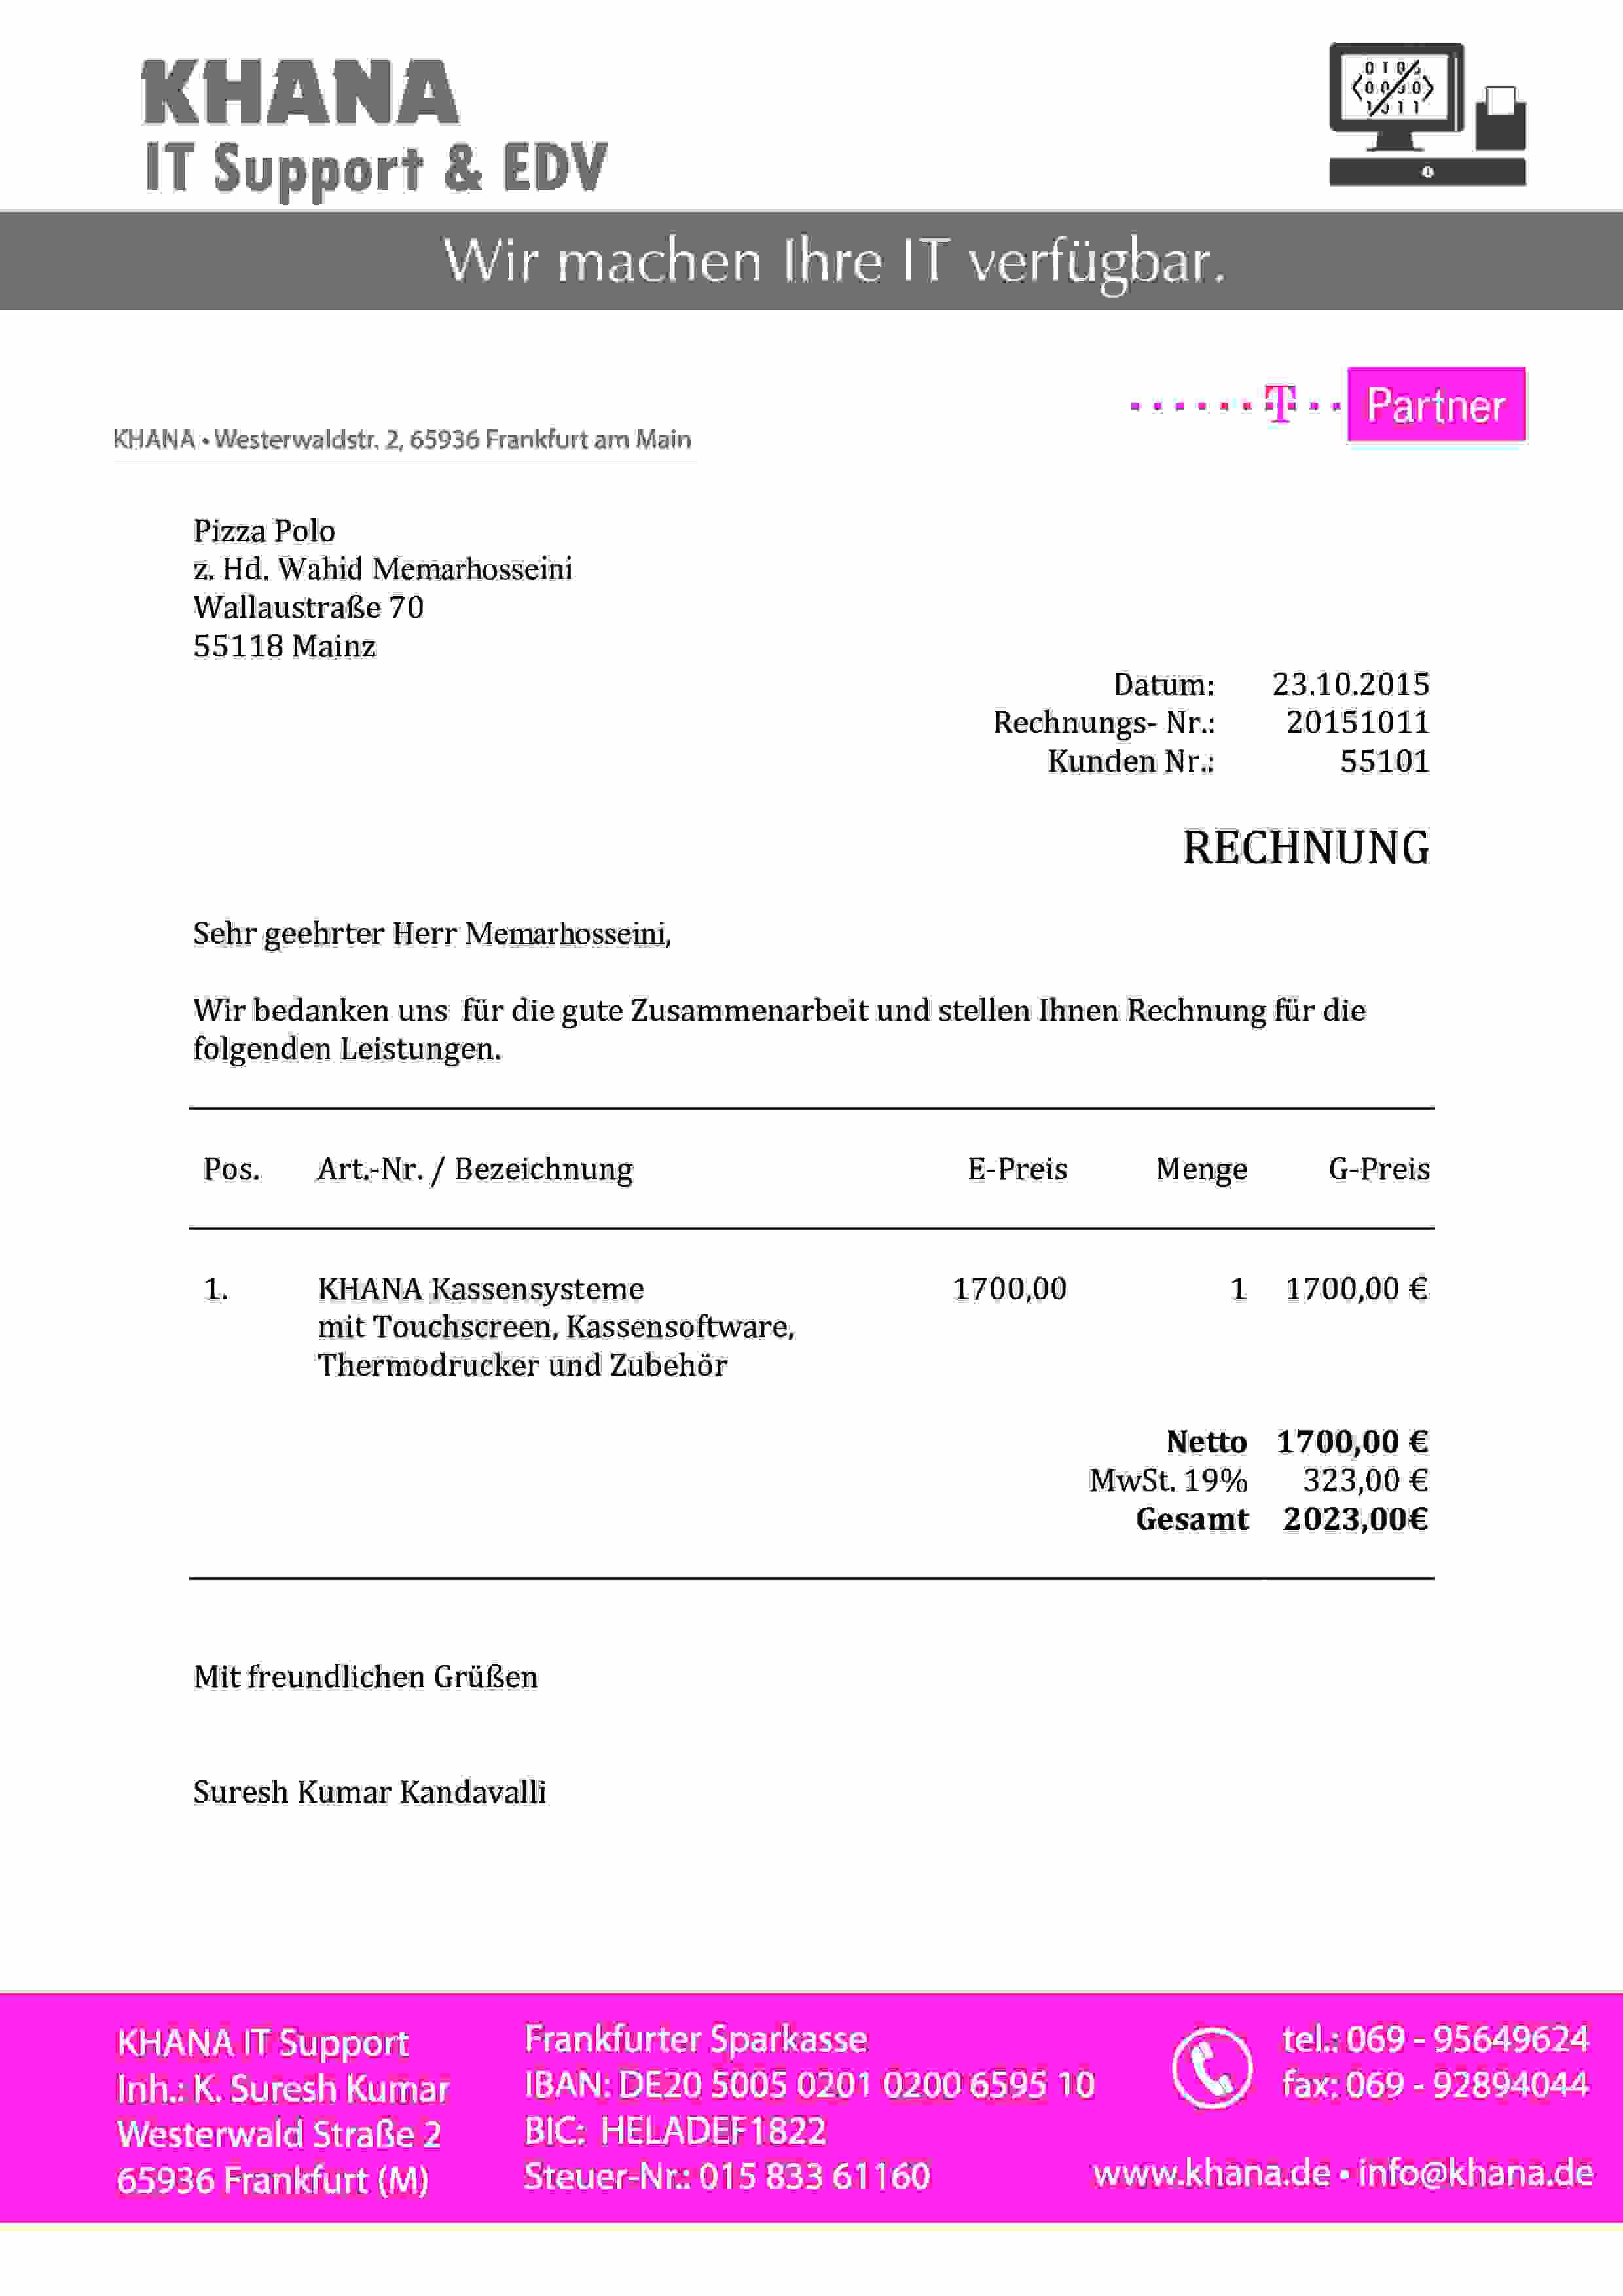 KHANA
IT Support & EDV
Wir machen Ihre IT verfügbar.
T Partner
KHANA • Westerwaldstr. 2, 65936 Frankfurt am Main
Pizza Polo
z. Hd. Wahid Memarhosseini
Wallaustraße 70
55118 Mainz
Datum: 23.10.2015
Rechnungs- Nr.: 20151011
Kunden Nr.: 55101
RECHNUNG
Sehr geehrter Herr Memarhosseini,
Wir bedanken uns für die gute Zusammenarbeit und stellen Ihnen Rechnung für die
folgenden Leistungen.
Pos. Art.-Nr. / Bezeichnung E-Preis Menge G-Preis
1. KHANA Kassensysteme 1700,00 1 1700,00 €
mit Touchscreen, Kassensoftware,
Thermodrucker und Zubehör
Netto 1700,00 €
MwSt. 19% 323,00 €
Gesamt 2023,00€
Mit freundlichen Grüßen
Suresh Kumar Kandavalli
KHANA IT Support
Inh.: K. Suresh Kumar
Westerwald Straße 2
65936 Frankfurt (M)
Frankfurter Sparkasse
IBAN: DE20 5005 0201 0200 6595 10
BIC: HELADEF1822
Steuer-Nr.: 015 833 61160
tel.: 069 - 95649624
fax: 069 - 92894044
www.khana.de • info@khana.de